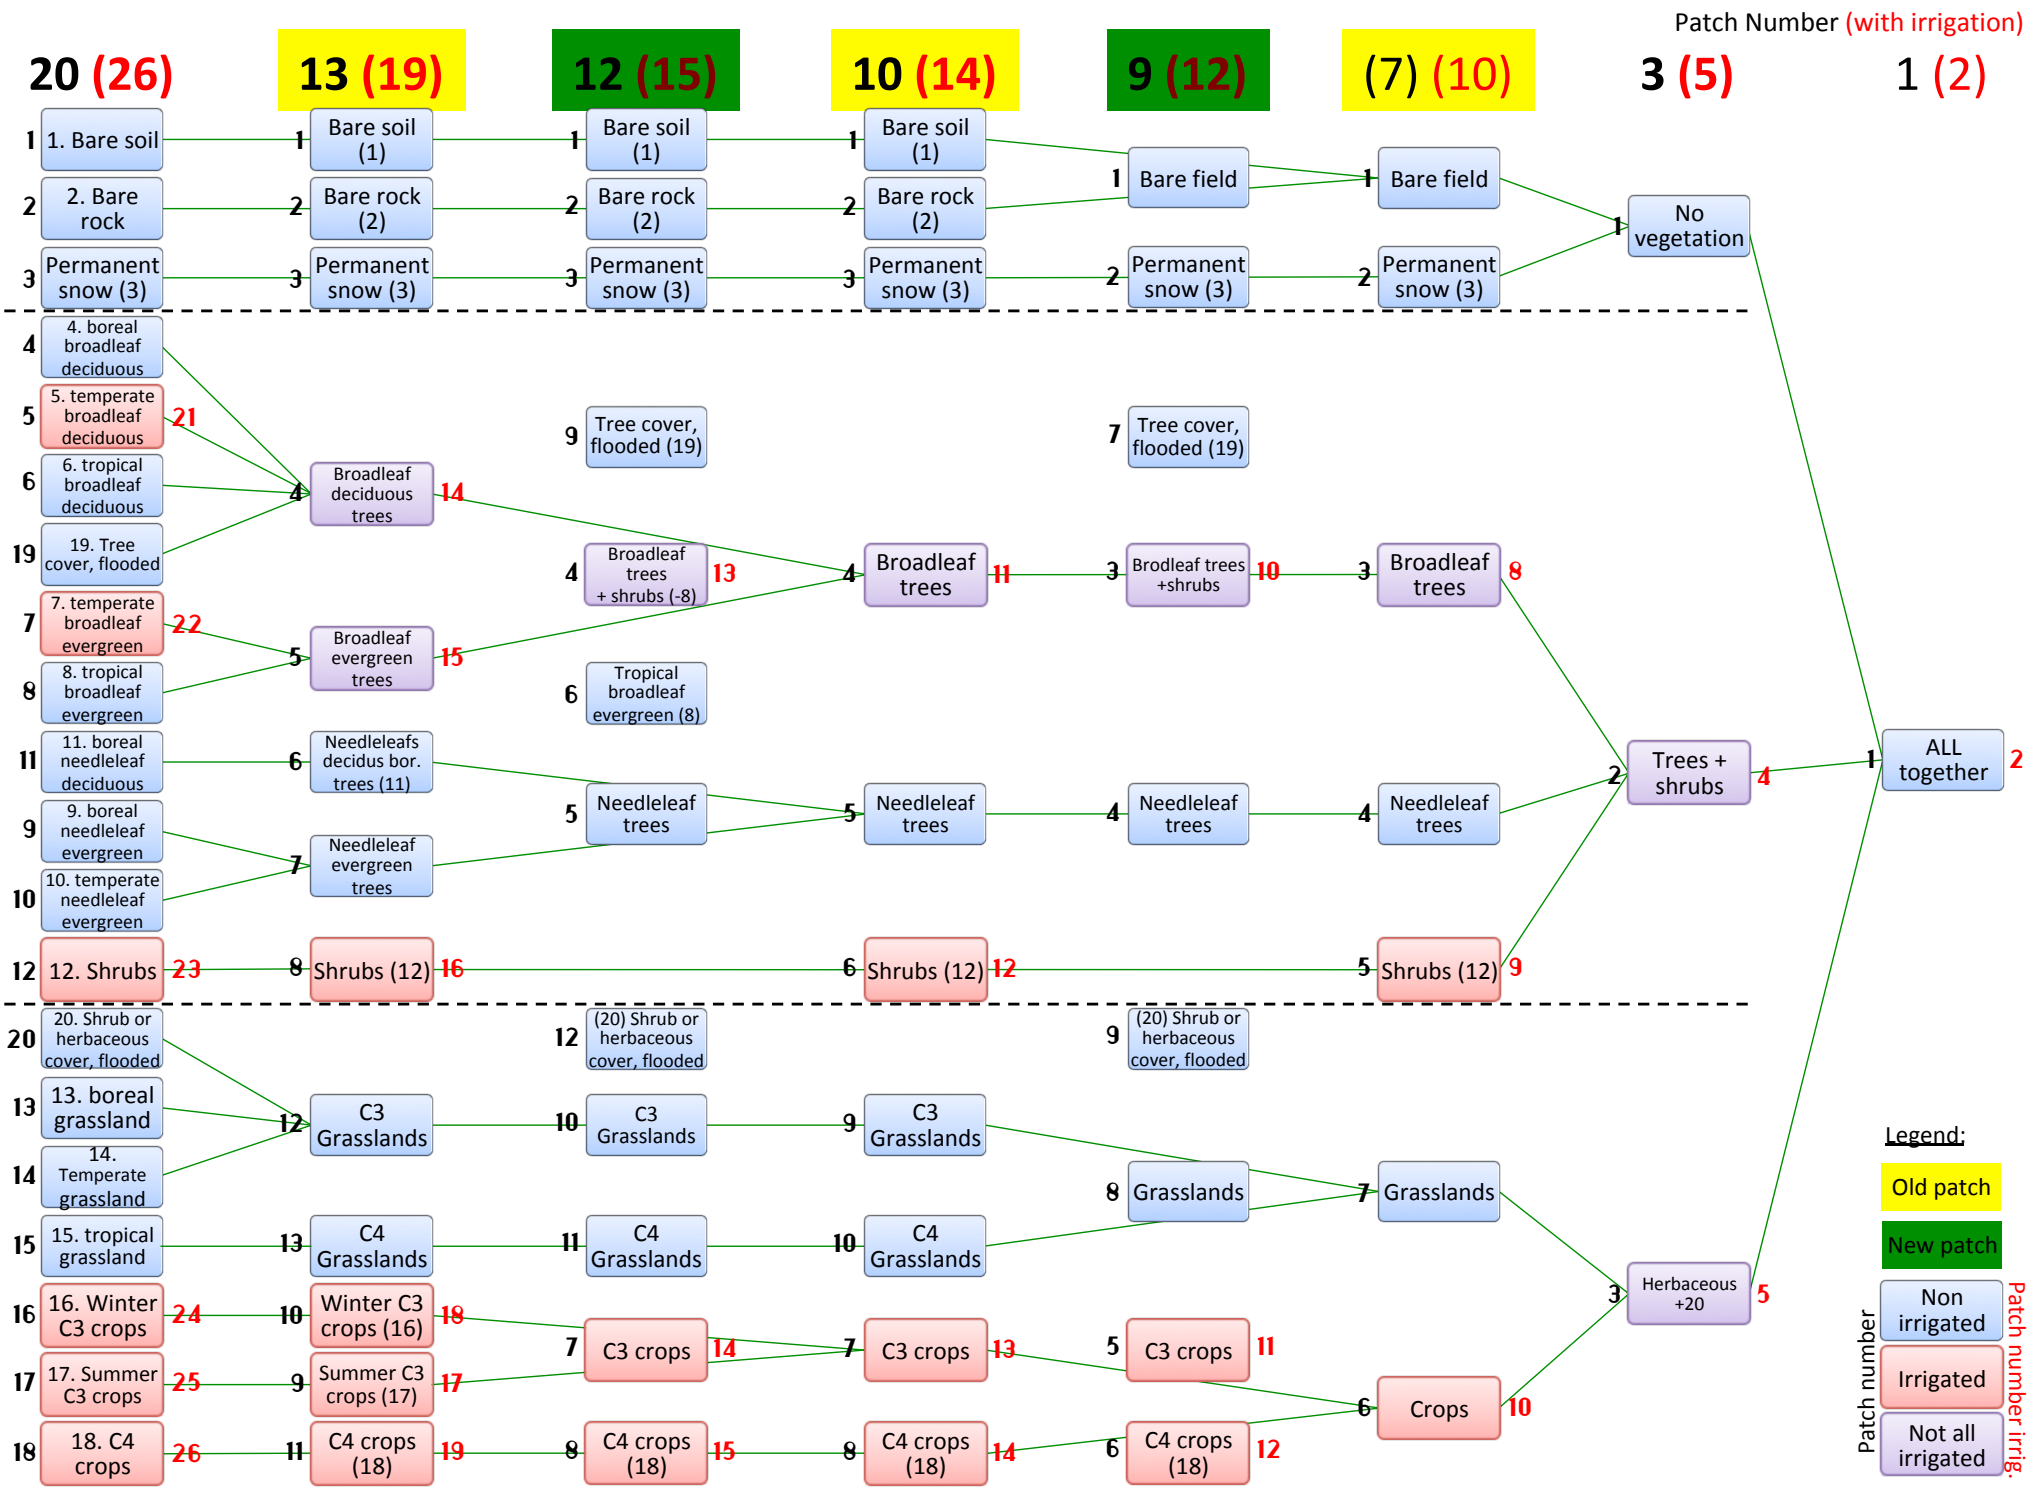 Patch Number (with irrigation)
20 (26) 13 (19) 12 (15) 10 (14) 9 (12) (7) (10) 3 (5) 1 (2)
1 1. Bare soil
2 2. Bare
rock
3 Permanent
snow (3)
4 4. boreal
broadleaf
deciduous
5 5. temperate
broadleaf
deciduous 21
6 6. tropical
broadleaf
deciduous
19 19. Tree
cover, flooded
7 7. temperate
broadleaf
evergreen 22
8 8. tropical
broadleaf
evergreen
11 11. boreal
needleleaf
deciduous
9 9. boreal
needleleaf
evergreen
10 10. temperate
needleleaf
evergreen
12 12. Shrubs 23
20 20. Shrub or
herbaceous
cover, flooded
13 13. boreal
grassland
14 14.
Temperate
grassland
15 15. tropical
grassland
16 16. Winter
C3 crops 24
17 17. Summer
C3 crops 25
18 18. C4
crops 26
1 Bare soil
(1)
2 Bare rock
(2)
3 Permanent
snow (3)
4 Broadleaf
deciduous
trees 14
5 Broadleaf
evergreen
trees 15
6 Needleleafs
decidus bor.
trees (11)
7 Needleleaf
evergreen
trees
8 Shrubs (12) 16
12 C3
Grasslands
13 C4
Grasslands
10 Winter C3
crops (16) 18
9 Summer C3
crops (17) 17
11 C4 crops
(18) 19
1 Bare soil
(1)
2 Bare rock
(2)
3 Permanent
snow (3)
9 Tree cover,
flooded (19)
4 Broadleaf
trees
+ shrubs (-8) 13
6 Tropical
broadleaf
evergreen (8)
5 Needleleaf
trees
12 (20) Shrub or
herbaceous
cover, flooded
10 C3
Grasslands
11 C4
Grasslands
7 C3 crops 14
8 C4 crops
(18) 15
1 Bare soil
(1)
2 Bare rock
(2)
3 Permanent
snow (3)
4 Broadleaf
trees 11
5 Needleleaf
trees
6 Shrubs (12) 12
9 C3
Grasslands
10 C4
Grasslands
7 C3 crops 13
8 C4 crops
(18) 14
1 Bare field
2 Permanent
snow (3)
7 Tree cover,
flooded (19)
3 Brodleaf trees
+shrubs 10
4 Needleleaf
trees
9 (20) Shrub or
herbaceous
cover, flooded
8 Grasslands
5 C3 crops 11
6 C4 crops
(18) 12
1 Bare field
2 Permanent
snow (3)
3 Broadleaf
trees 8
4 Needleleaf
trees
5 Shrubs (12) 9
7 Grasslands
6 Crops 10
1 No
vegetation
2 Trees +
shrubs 4
3 Herbaceous
+20 5
1 ALL
together 2
Legend:
Old patch
New patch
Non
irrigated
Irrigated
Not all
irrigated
Patch number
Patch number irrig.